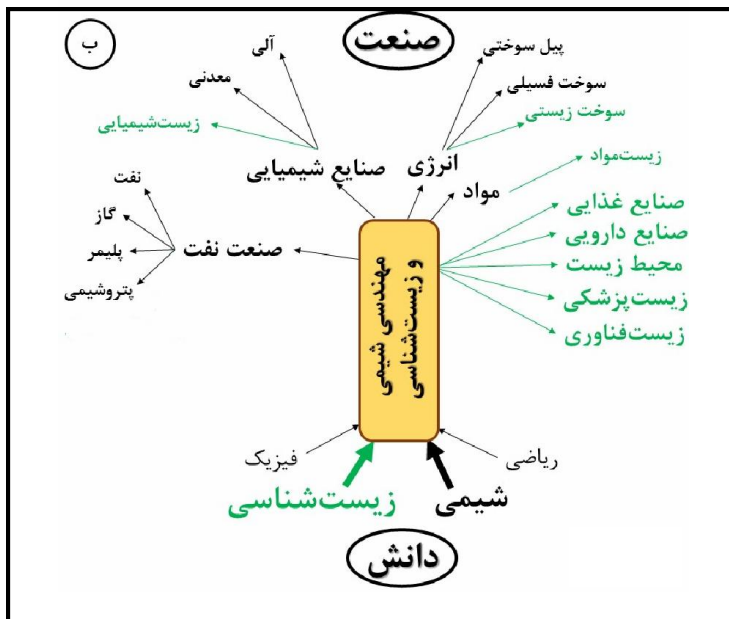 ب
صنعت
آلی
معدنی
زیست‌شیمیایی
پیل سوختی
سوخت فسیلی
سوخت زیستی
صنایع شیمیایی
انرژی
مواد
زیست‌مواد
نفت
گاز
پلیمر
پتروشیمی
صنعت نفت
صنایع غذایی
صنایع دارویی
محیط زیست
زیست‌پزشکی
زیست‌فناوری
مهندسی شیمی
و زیست‌شناسی
فیزیک
ریاضی
زیست‌شناسی
شیمی
دانش